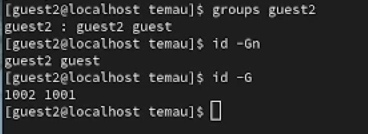 [guest2@localhost temau]$ groups guest2
guest2 : guest2 guest
[guest2@localhost temau]$ id -Gn
guest2 guest
[guest2@localhost temau]$ id -G
1002 1001
[guest2@localhost temau]$